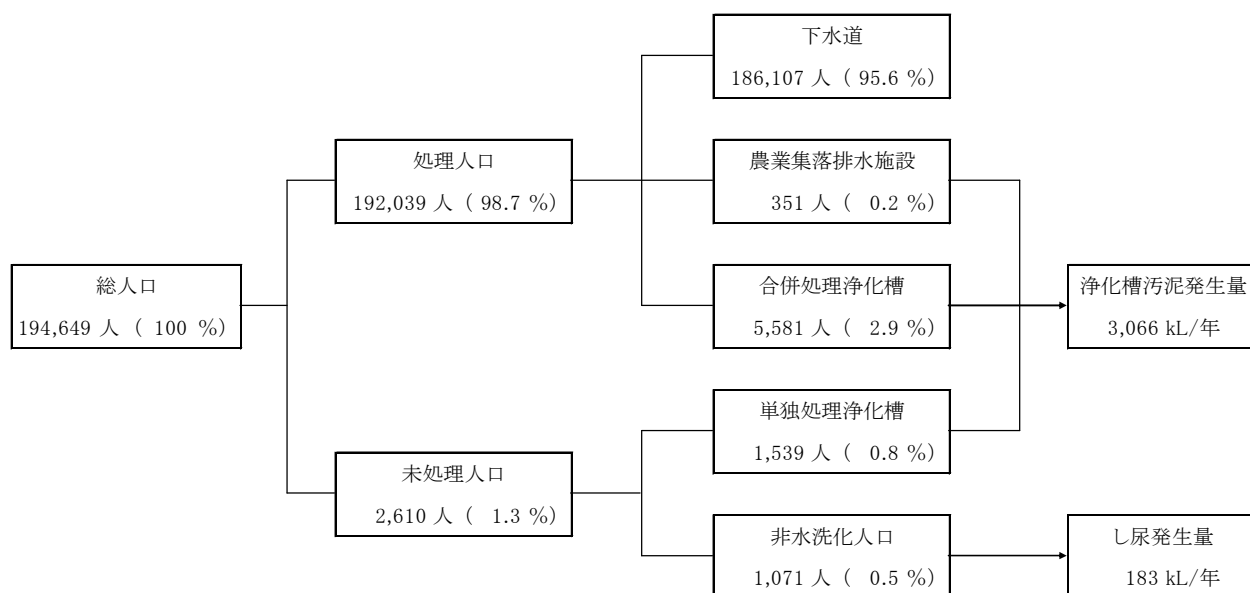 下水道
186,107 人 ( 95.6 %)
処理人口
192,039 人 ( 98.7 %)
農業集落排水施設
351 人 ( 0.2 %)
総人口
194,649 人 ( 100 %)
合併処理浄化槽
5,581 人 ( 2.9 %)
浄化槽汚泥発生量
3,066 kL/年
単独処理浄化槽
1,539 人 ( 0.8 %)
未処理人口
2,610 人 ( 1.3 %)
非水洗化人口
1,071 人 ( 0.5 %)
し尿発生量
183 kL/年